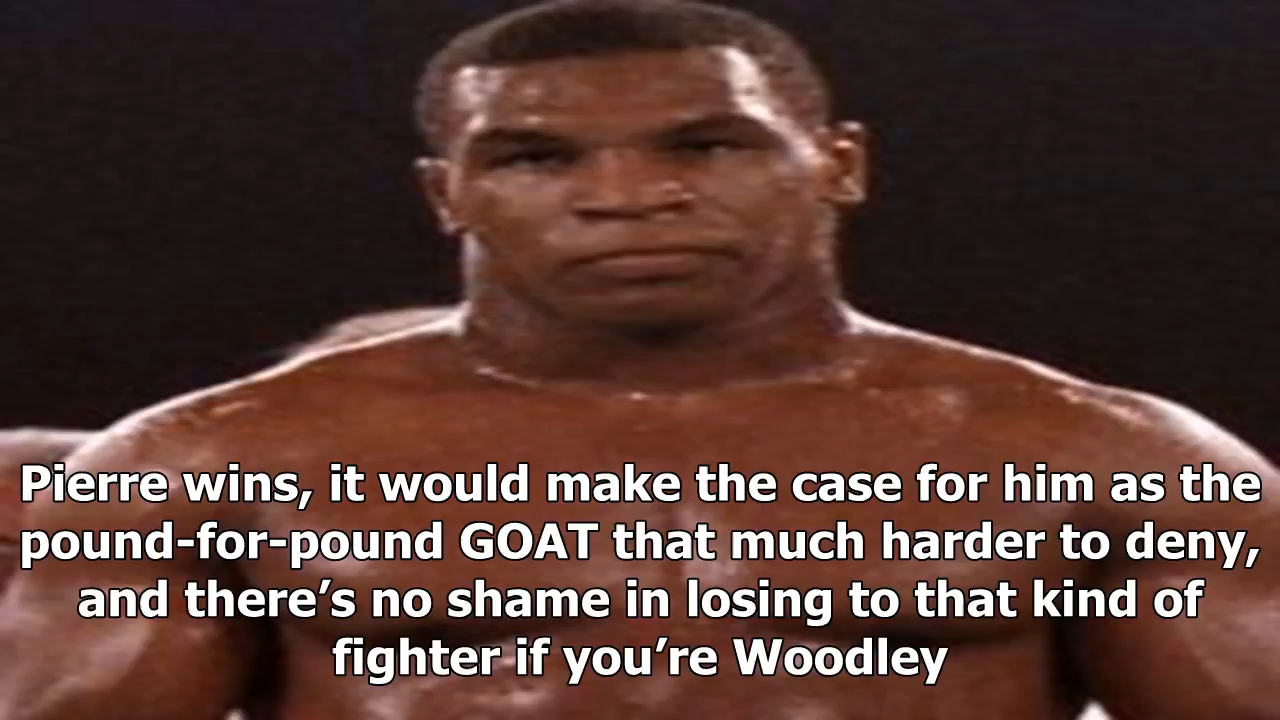 Pierre wins, it would make the case for him as the
pound-for-pound GOAT that much harder to deny,
and there’s no shame in losing to that kind of
fighter if you’re Woodley